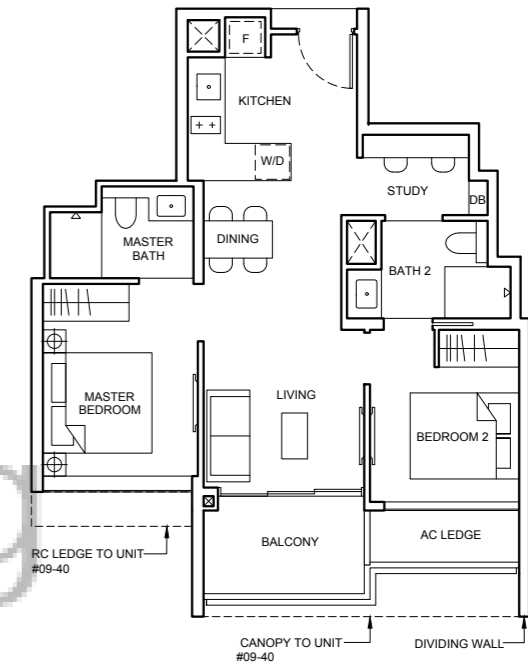 F
KITCHEN
W/D
STUDY
DB
MASTER
BATH
DINING
BATH 2
MASTER
BEDROOM
LIVING
BEDROOM 2
BALCONY
AC LEDGE
RC LEDGE TO UNIT
#09-40
CANOPY TO UNIT
#09-40
DIVIDING WALL